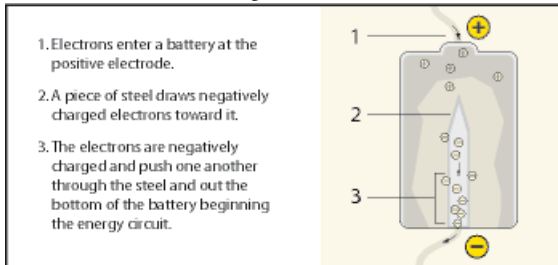 1. Electrons enter a battery at the
positive electrode.
2. A piece of steel draws negatively
charged electrons toward it.
3. The electrons are negatively
charged and push one another
through the steel and out the
bottom of the battery beginning
the energy circuit.
1
+
2
3
−